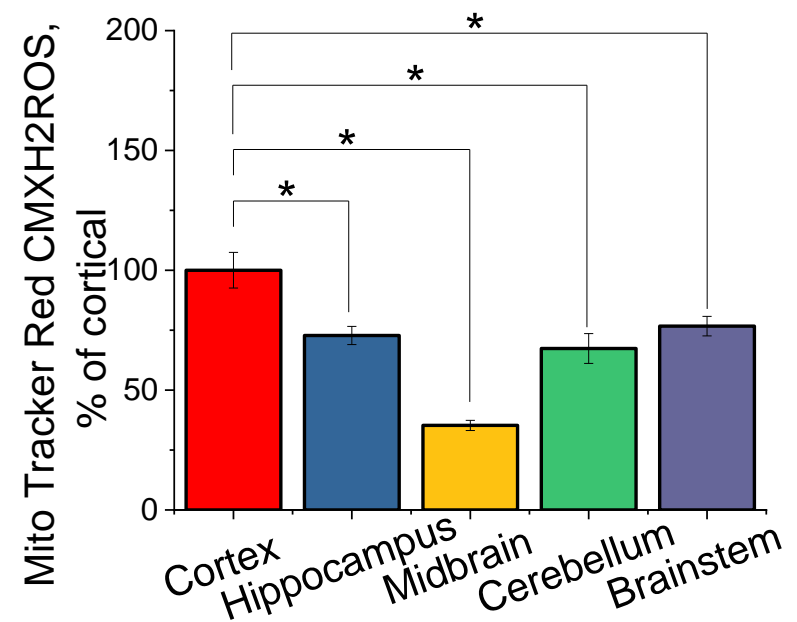 Mito Tracker Red CMXH2ROS,
% of cortical
200
150
100
50
0
*
*
*
*
Cortex
Hippocampus
Midbrain
Cerebellum
Brainstem